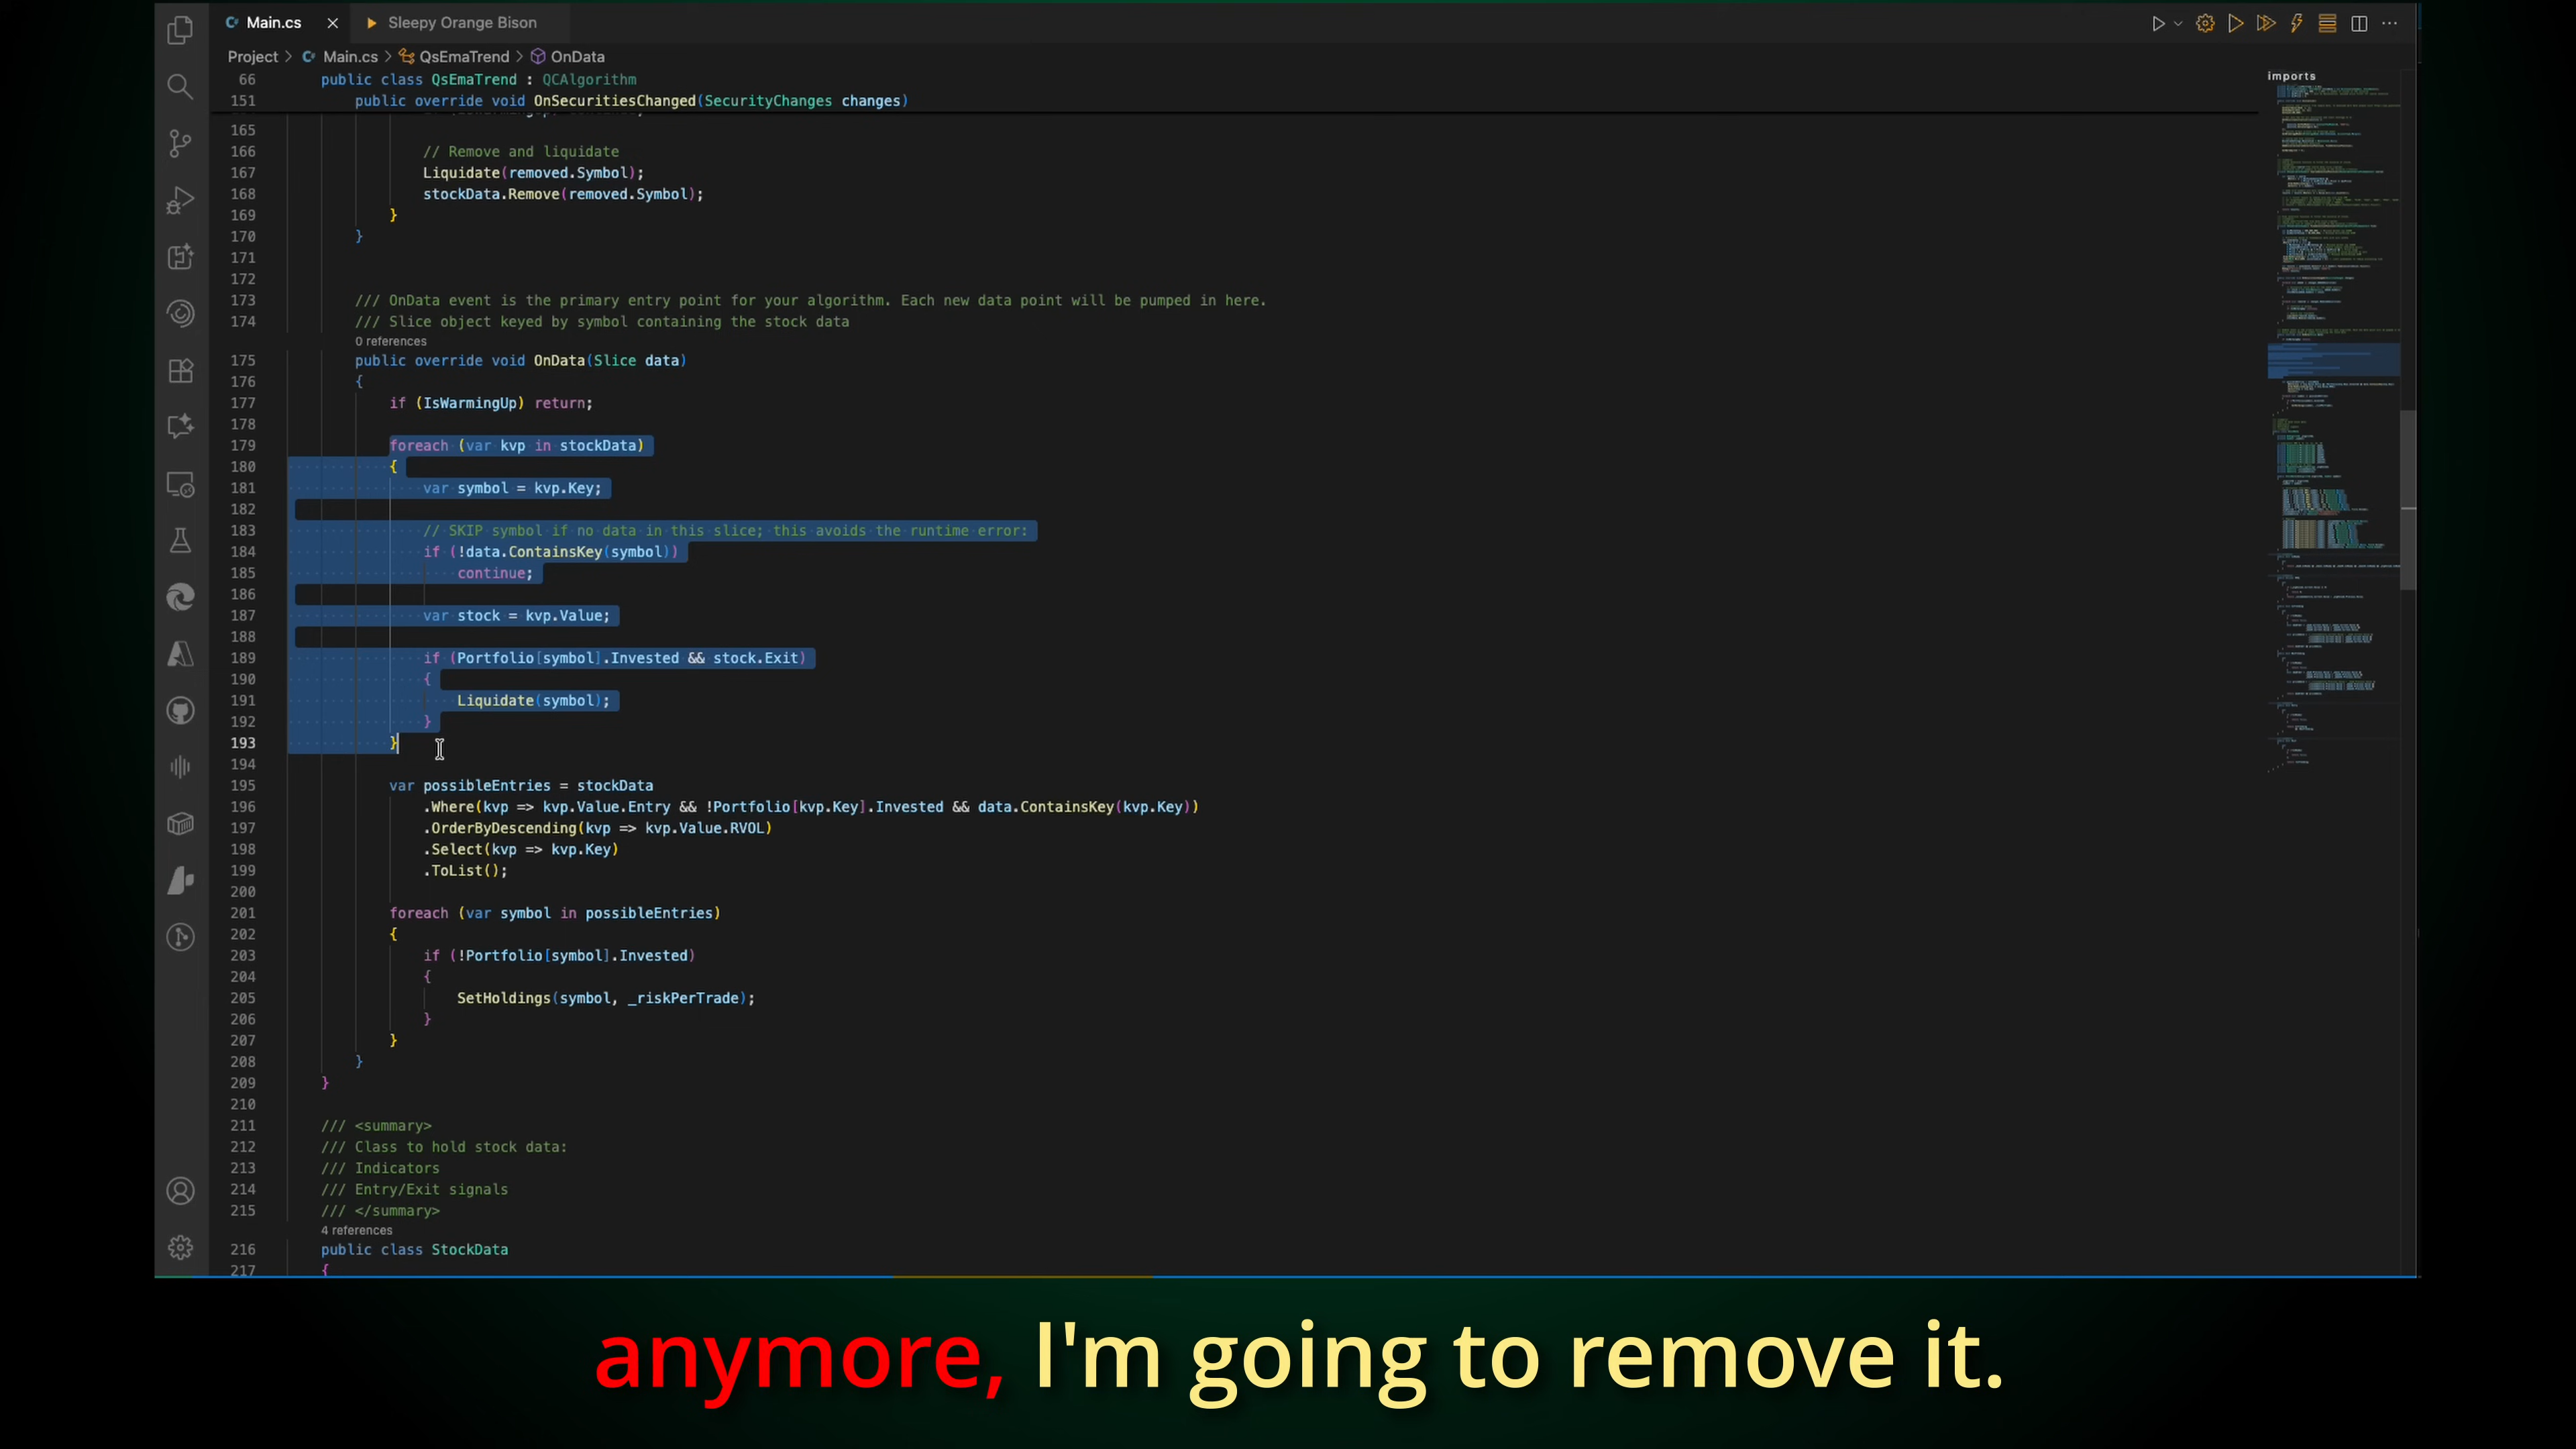 Main.cs
Sleepy Orange Bison
Project > Main.cs > QsEmaTrend > OnData
66 public class QsEmaTrend : QCAlgorithm
151 public override void OnSecuritiesChanged(SecurityChanges changes)
165
166 // Remove and liquidate
167 Liquidate(removed.Symbol);
168 stockData.Remove(removed.Symbol);
169 }
170 }
171
172
173 /// OnData event is the primary entry point for your algorithm. Each new data point will be pumped in here.
174 /// Slice object keyed by symbol containing the stock data
0 references
175 public override void OnData(Slice data)
176 {
177 if (IsWarmingUp) return;
178
179 foreach (var kvp in stockData)
180 {
181 var symbol = kvp.Key;
182
183 // SKIP symbol if no data in this slice; this avoids the runtime error:
184 if (!data.ContainsKey(symbol))
185 continue;
186
187 var stock = kvp.Value;
188
189 if (Portfolio[symbol].Invested && stock.Exit)
190 {
191 Liquidate(symbol);
192 }
193 }
194
195 var possibleEntries = stockData
196 .Where(kvp => kvp.Value.Entry && !Portfolio[kvp.Key].Invested && data.ContainsKey(kvp.Key))
197 .OrderByDescending(kvp => kvp.Value.RVOL)
198 .Select(kvp => kvp.Key)
199 .ToList();
200
201 foreach (var symbol in possibleEntries)
202 {
203 if (!Portfolio[symbol].Invested)
204 {
205 SetHoldings(symbol, _riskPerTrade);
206 }
207 }
208 }
209 }
210
211 /// <summary>
212 /// Class to hold stock data:
213 /// Indicators
214 /// Entry/Exit signals
215 /// </summary>
4 references
216 public class StockData
217 {
imports
anymore, I'm going to remove it.